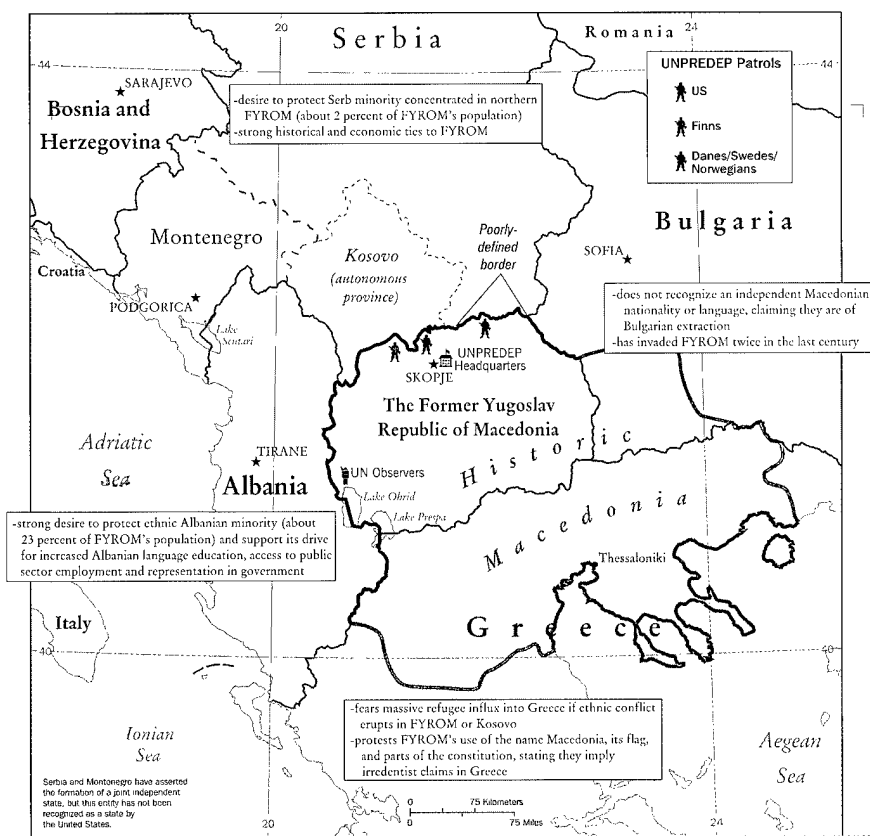 20
24
Serbia
Romania
44
44
UNPREDEP Patrols
US
Finns
Danes/Swedes/
Norwegians
SARAJEVO
Bosnia and
Herzegovina
-desire to protect Serb minority concentrated in northern
FYROM (about 2 percent of FYROM's population)
-strong historical and economic ties to FYROM
Montenegro
Kosovo
(autonomous
province)
Poorly-
defined
border
Bulgaria
SOFIA
Croatia
PODGORICA
Lake
Scutari
-does not recognize an independent Macedonian
nationality or language, claiming they are of
Bulgarian extraction
-has invaded FYROM twice in the last century
UNPREDEP
Headquarters
SKOPJE
The Former Yugoslav
Republic of Macedonia
Historic
Macedonia
Adriatic
Sea
TIRANE
Albania
UN Observers
Lake Ohrid
Lake Prespa
-strong desire to protect ethnic Albanian minority (about
23 percent of FYROM's population) and support its drive
for increased Albanian language education, access to public
sector employment and representation in government
Thessaloniki
Italy
Greece
40
40
-fears massive refugee influx into Greece if ethnic conflict
erupts in FYROM or Kosovo
-protests FYROM's use of the name Macedonia, its flag,
and parts of the constitution, stating they imply
irredentist claims in Greece
Ionian
Sea
Aegean
Sea
Serbia and Montenegro have asserted
the formation of a joint independent
state, but this entity has not been
recognized as a state by
the United States.
0 75 Kilometers
0 75 Miles
20
24